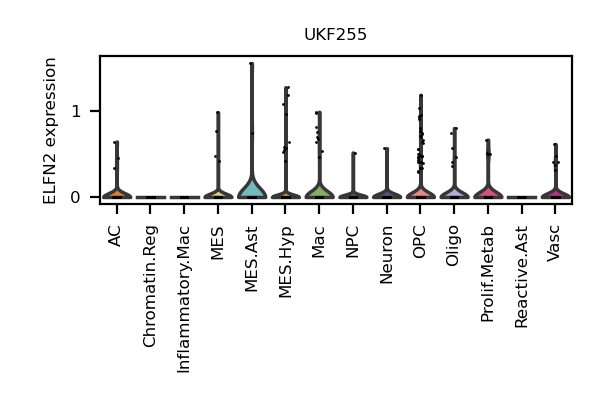 UKF255
ELFN2 expression
1
0
AC
Chromatin.Reg
Inflammatory.Mac
MES
MES.Ast
MES.Hyp
Mac
NPC
Neuron
OPC
Oligo
Prolif.Metab
Reactive.Ast
Vasc